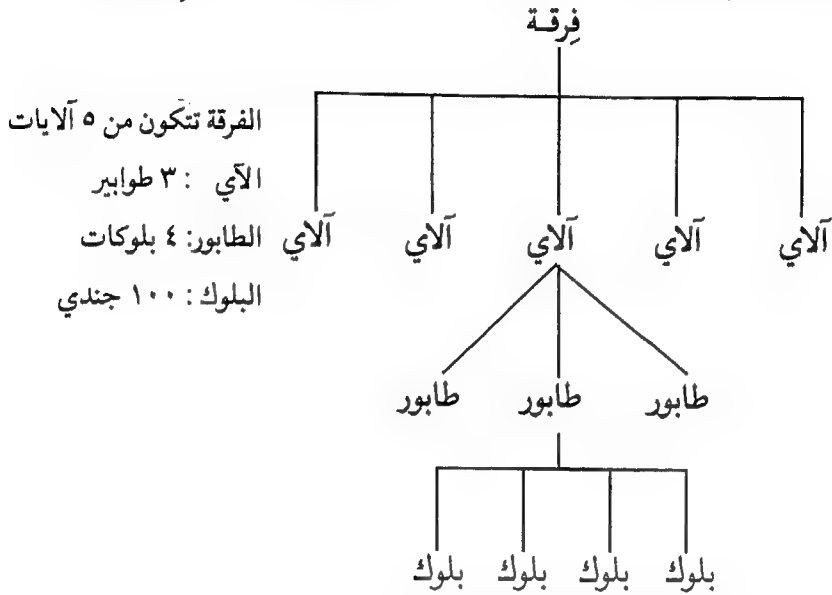 فِرقة
الفرقة تتكون من ٥ آلايات
الآي : ٣ طوابير
الطابور: ٤ بلوكات
البلوك : ١٠٠ جندي
آلاي آلاي آلاي آلاي آلاي
طابور طابور طابور
بلوك بلوك بلوك بلوك